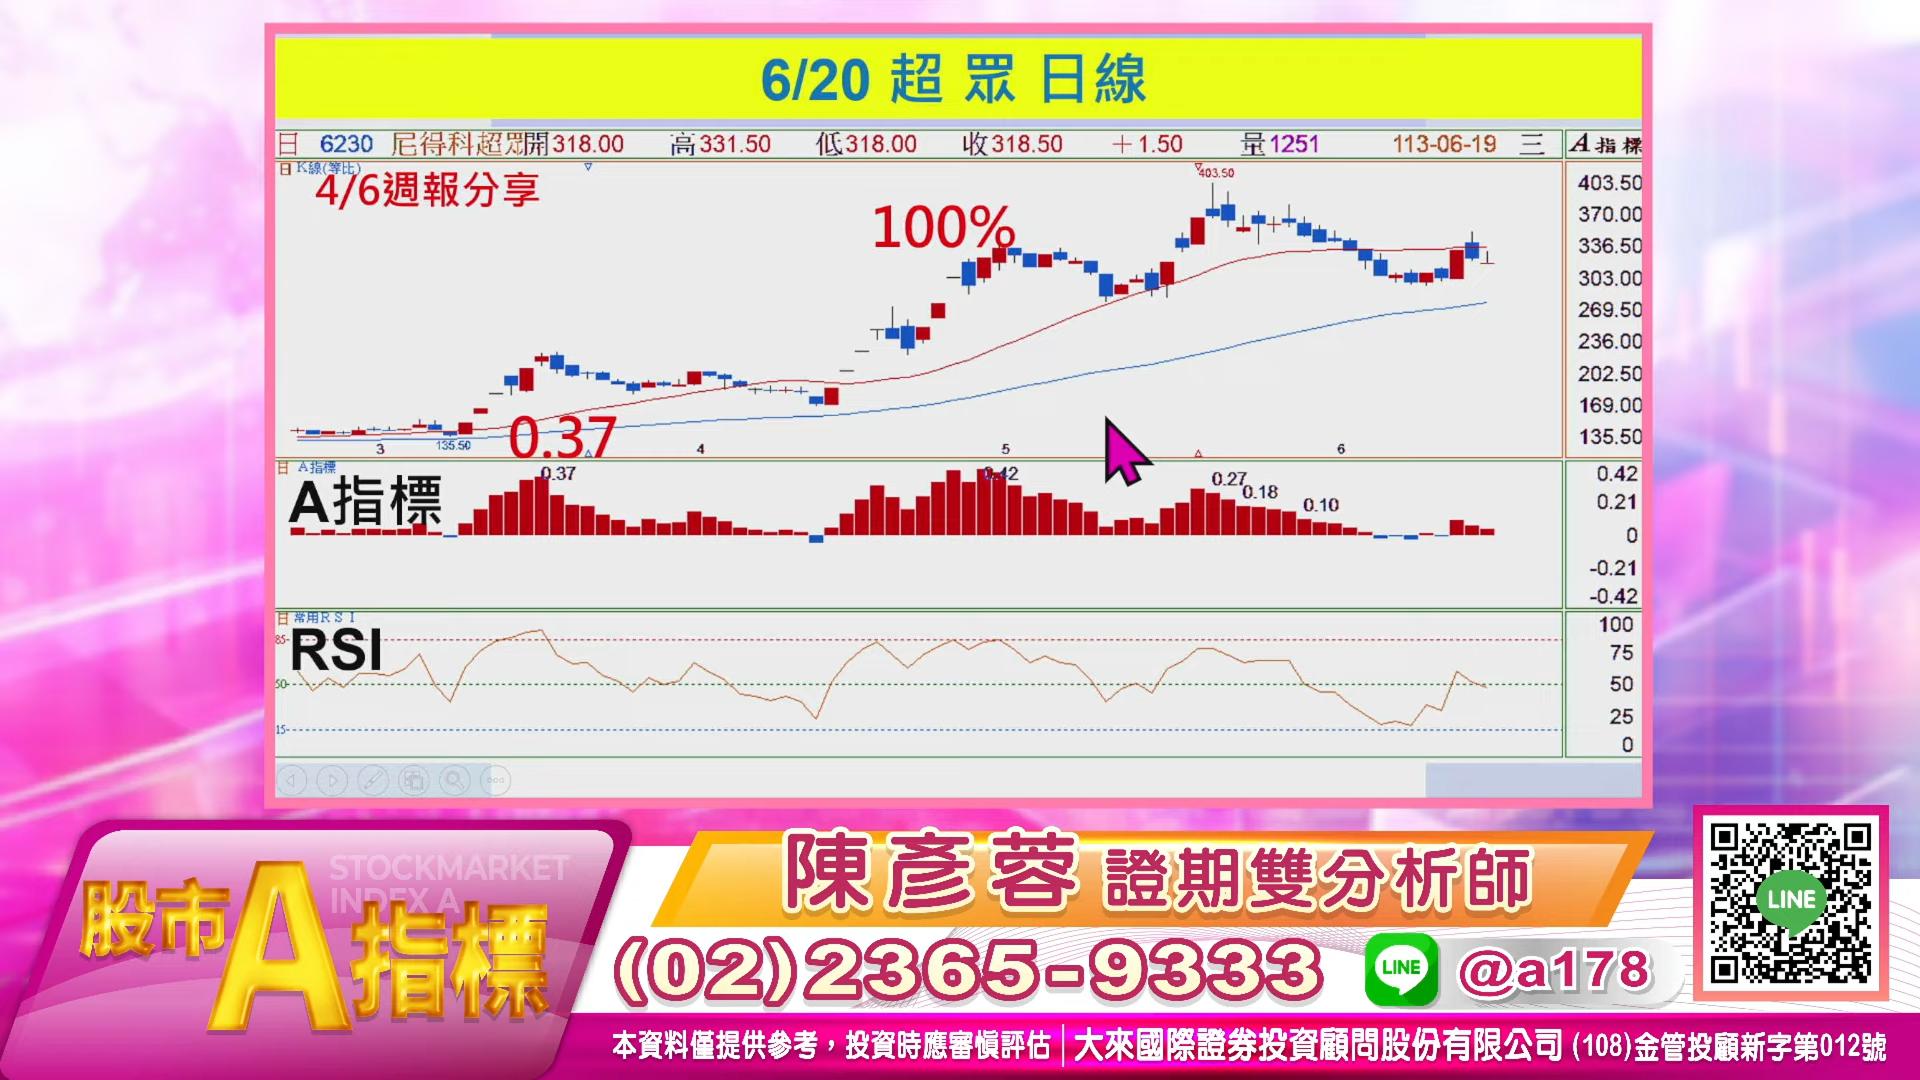 6/20 超 眾 日線
日 6230 尼得科超眾開318.00 高331.50 低318.00 收318.50 +1.50 量1251 113-06-19 三 A指標
日 K線(等比)
4/6週報分享
100%
403.50
0.37
135.50
3 4 5 6
403.50
370.00
336.50
303.00
269.50
236.00
202.50
169.00
135.50
日 A指標
A指標
0.37 0.42 0.27 0.18 0.10
0.42
0.21
0
-0.21
-0.42
日 常用RSI
RSI
85
50
15
100
75
50
25
0
STOCKMARKET
INDEX A
股市A指標
陳彥蓉 證期雙分析師
(02)2365-9333 LINE @a178
LINE
本資料僅提供參考，投資時應審慎評估|大來國際證券投資顧問股份有限公司 (108)金管投顧新字第012號